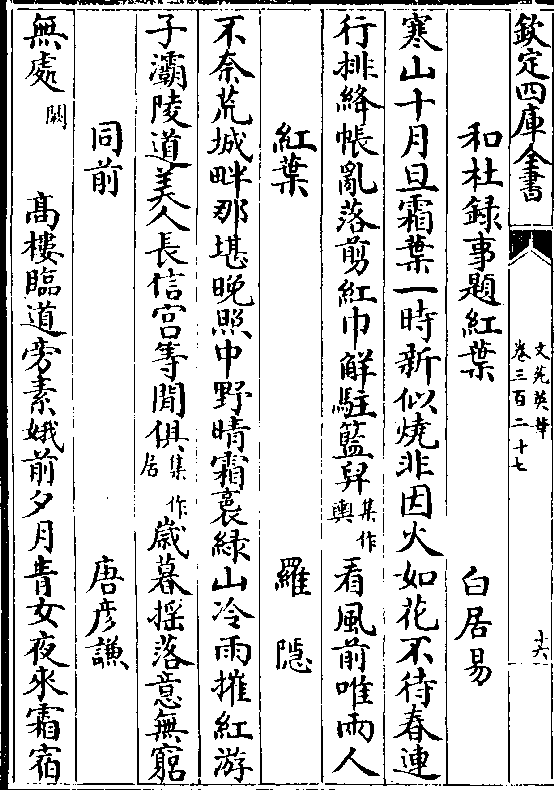 欽定四庫全書
文苑英華
卷三百二十七
十六
和杜録事題紅葉 白居易
寒山十月旦霜葉一時新似燒非因火如花不待春連
行排絳帳亂落剪紅巾解駐籃舁集作輿看風前唯兩人
紅葉 羅隱
不奈荒城畔那堪晚照中野晴霜裛緑山冷雨摧紅游
子灞陵道美人長信宮等閒俱集作居歲暮揺落意無窮
同前 唐彦謙
無處闕 髙樓臨道旁素娥前夕月青女夜來霜宿